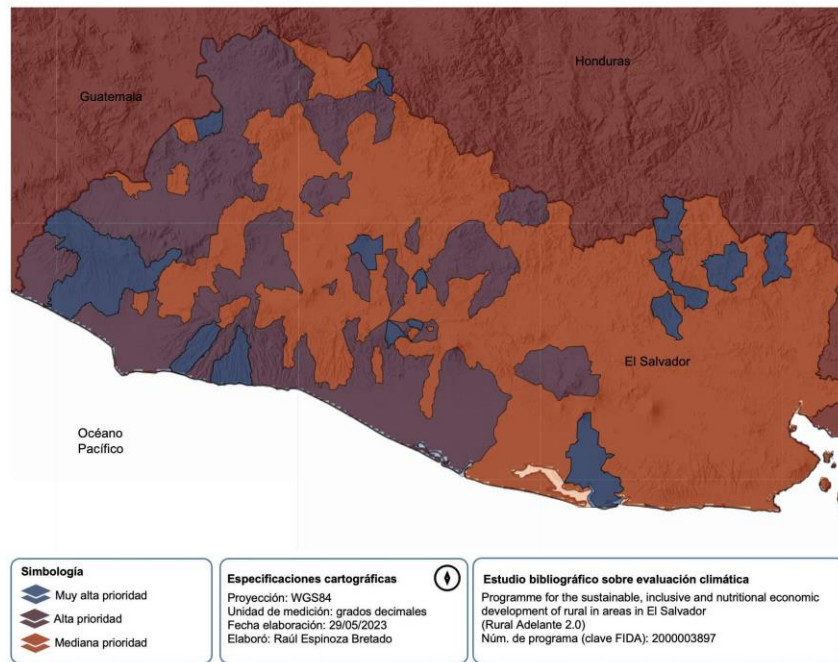 Guatemala
Honduras
El Salvador
Océano
Pacífico
Simbología
Muy alta prioridad
Alta prioridad
Mediana prioridad
Especificaciones cartográficas
Proyección: WGS84
Unidad de medición: grados decimales
Fecha elaboración: 29/05/2023
Elaboró: Raúl Espinoza Bretado
Estudio bibliográfico sobre evaluación climática
Programme for the sustainable, inclusive and nutritional economic
development of rural in areas in El Salvador
(Rural Adelante 2.0)
Núm. de programa (clave FIDA): 2000003897